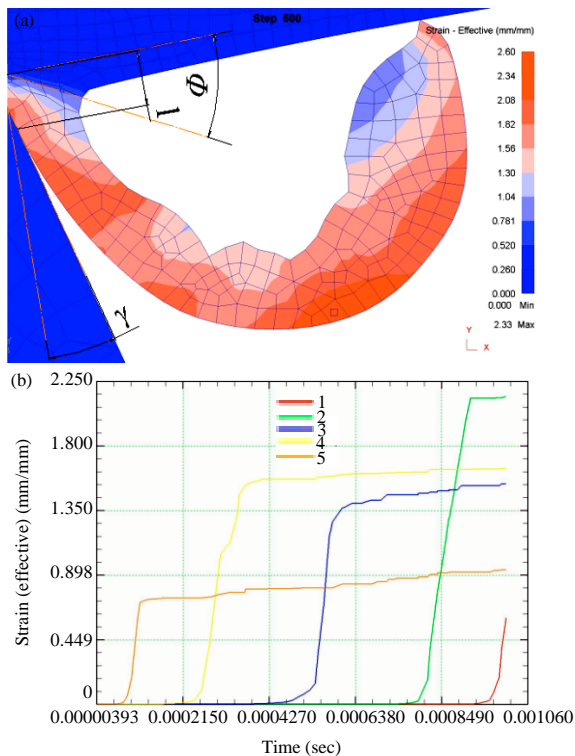 (a)
Step 500
Strain - Effective (mm/mm)
2.60
2.34
2.08
1.82
1.56
1.30
1.04
0.781
0.520
0.260
0.000
0.000 Min
2.33 Max
l
Φ
γ
Y
X
(b)
2.250
1.800
1.350
0.898
0.449
0
Strain (effective) (mm/mm)
1
2
3
4
5
0.00000393 0.0002150 0.0004270 0.0006380 0.0008490 0.001060
Time (sec)